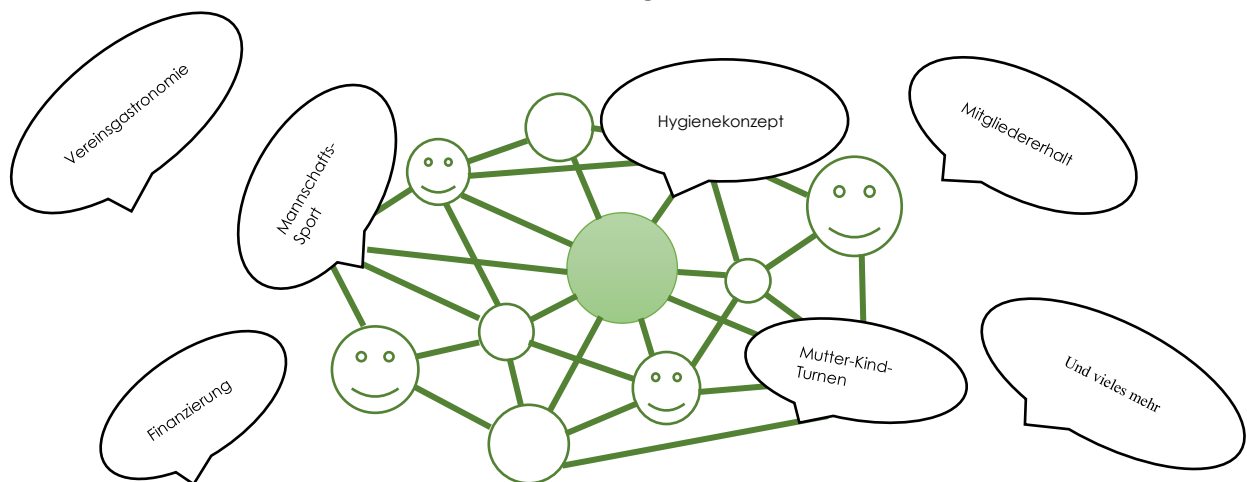 Vereinsgastronomie
Mannschafts-
Sport
Hygienekonzept
Mitgliedererhalt
Finanzierung
Mutter-Kind-
Turnen
Und vieles mehr